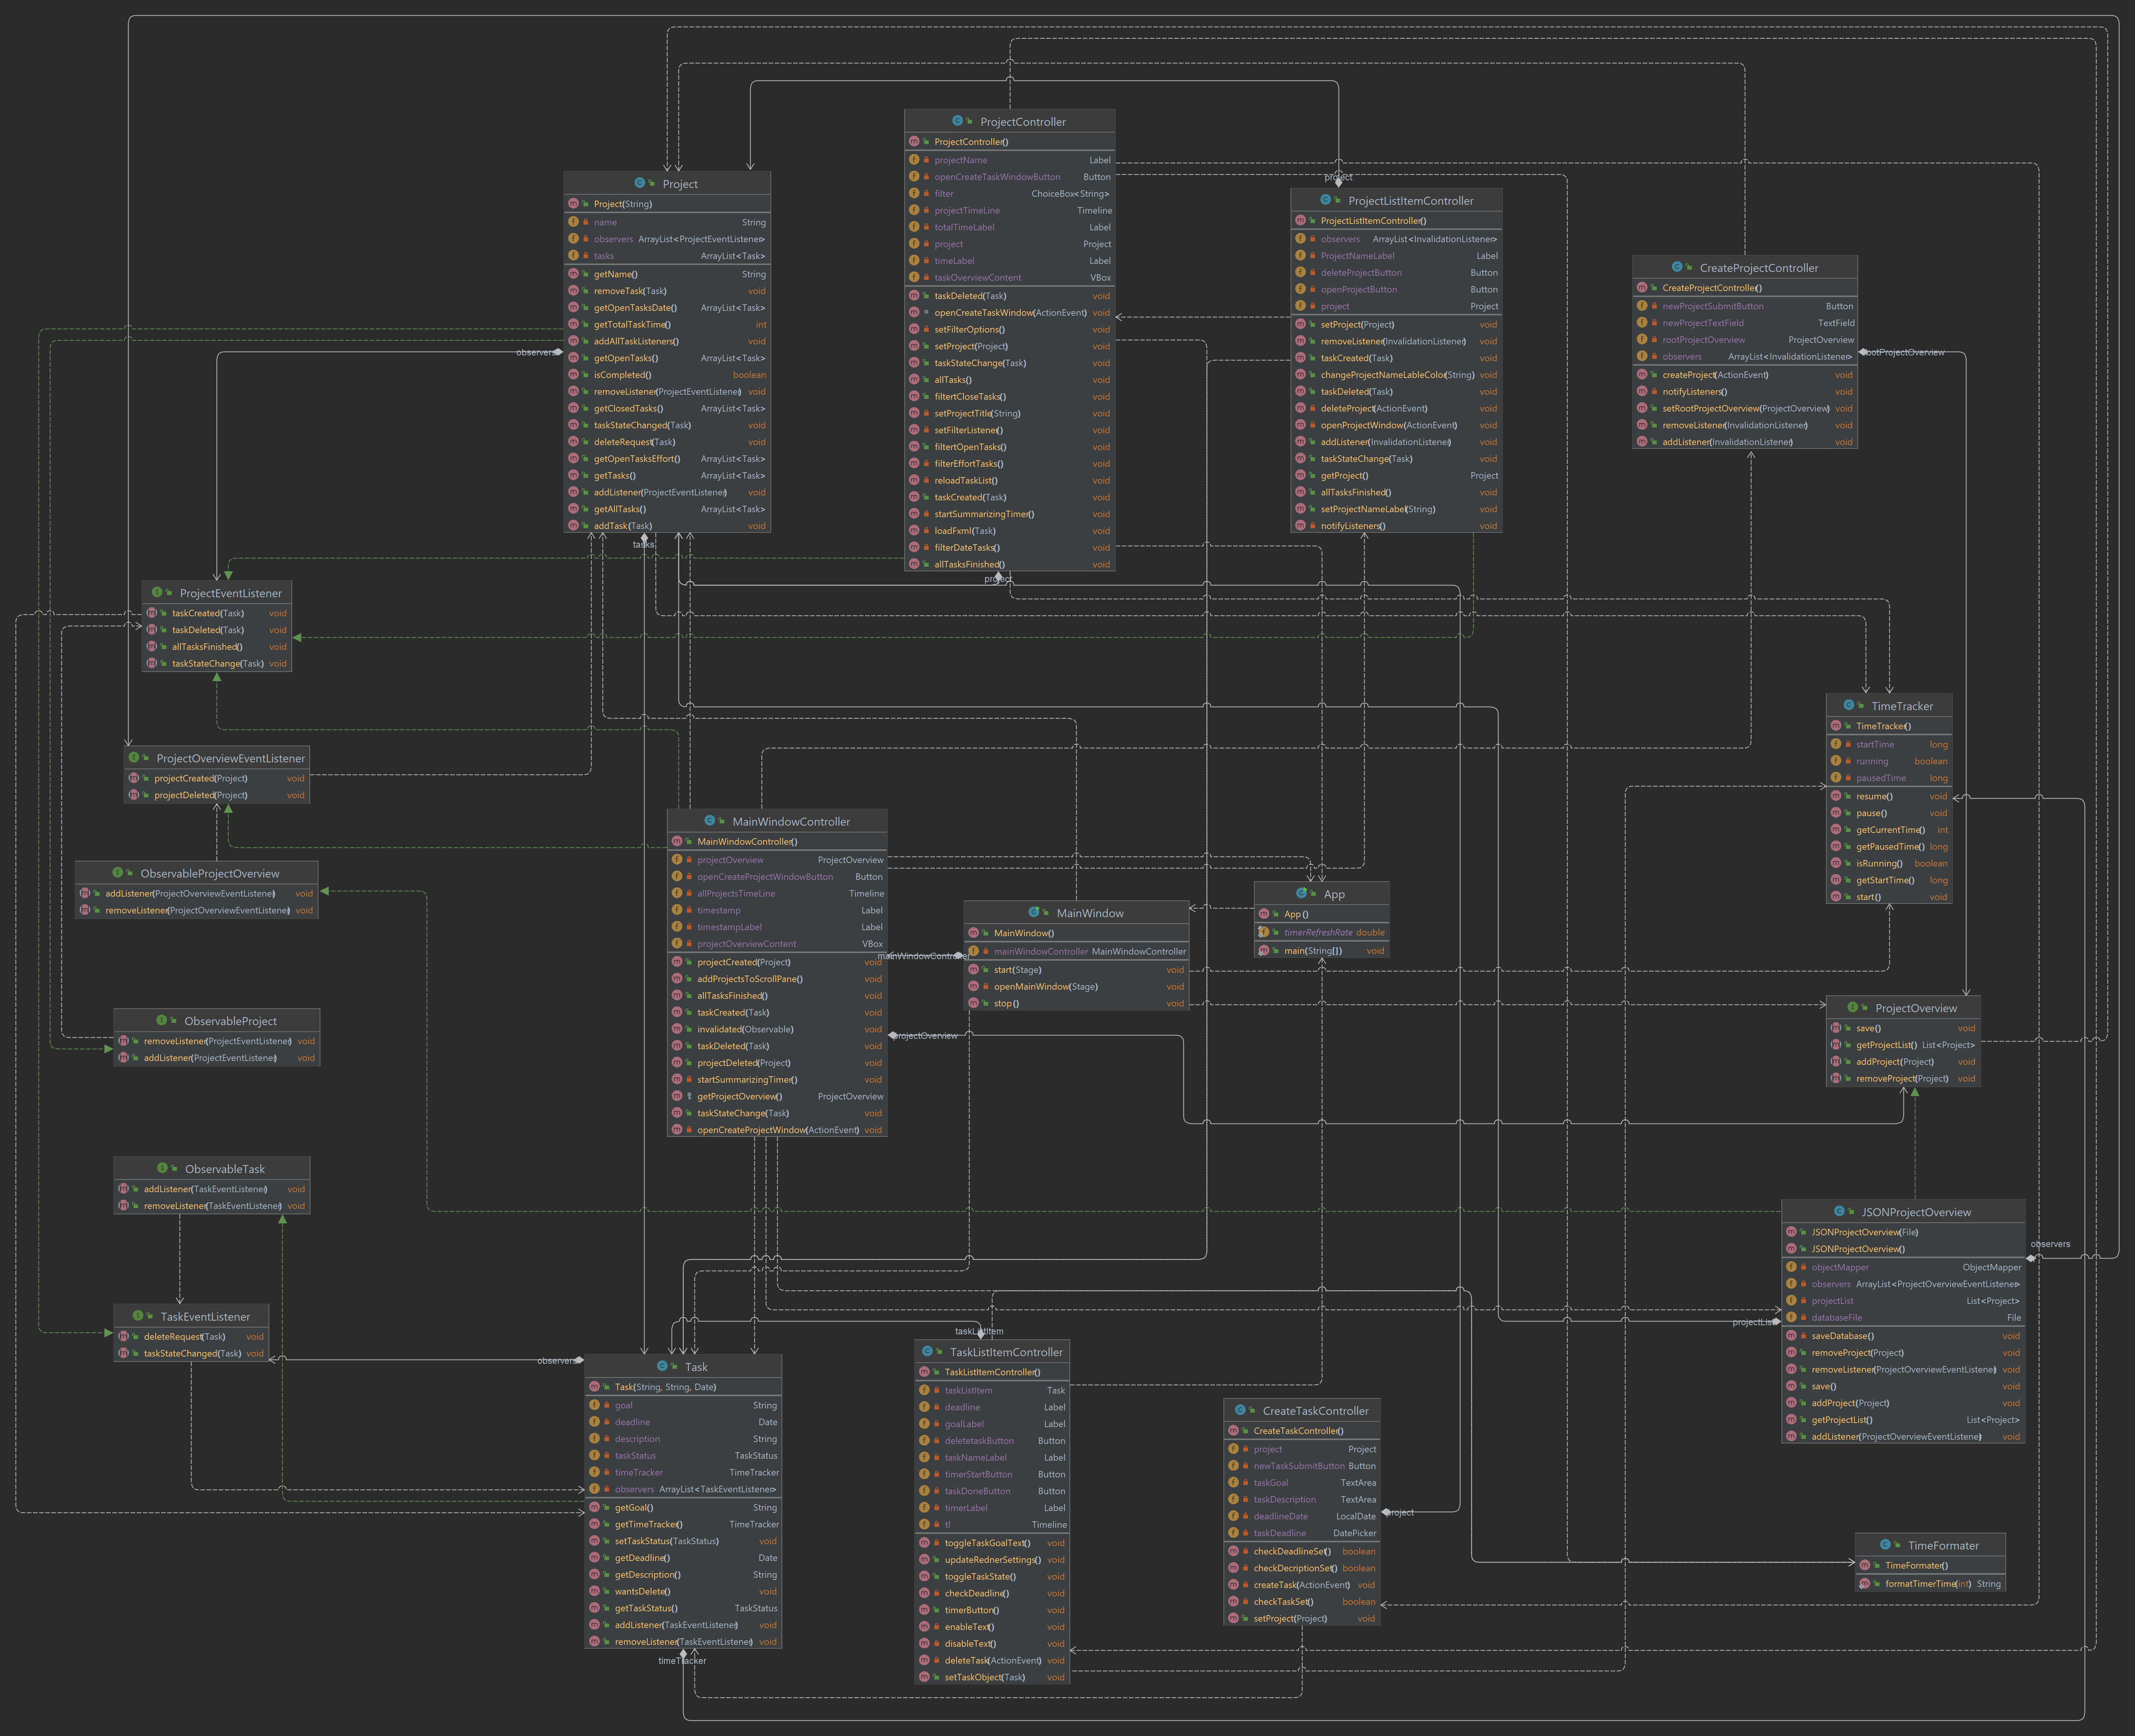 ProjectController
ProjectController()
projectName Label
openCreateTaskWindowButton Button
filter ChoiceBox<String>
projectTimeLine Timeline
totalTimeLabel Label
project Project
timeLabel Label
taskOverviewContent VBox
taskDeleted(Task) void
openCreateTaskWindow(ActionEvent) void
setFilterOptions() void
setProject(Project) void
taskStateChange(Task) void
allTasks() void
filtertCloseTasks() void
setProjectTitle(String) void
setFilterListener() void
filtertOpenTasks() void
filterEffortTasks() void
reloadTaskList() void
taskCreated(Task) void
startSummarizingTimer() void
loadFxml(Task) void
filterDateTasks() void
allTasksFinished() void
project
Project
Project(String)
name String
observers ArrayList<ProjectEventListener>
tasks ArrayList<Task>
getName() String
removeTask(Task) void
getOpenTasksDate() ArrayList<Task>
getTotalTaskTime() int
addAllTaskListeners() void
getOpenTasks() ArrayList<Task>
isCompleted() boolean
removeListener(ProjectEventListener) void
getClosedTasks() ArrayList<Task>
taskStateChanged(Task) void
deleteRequest(Task) void
getOpenTasksEffort() ArrayList<Task>
getTasks() ArrayList<Task>
addListener(ProjectEventListener) void
getAllTasks() ArrayList<Task>
addTask(Task) void
observers
tasks
project
ProjectListItemController
ProjectListItemController()
observers ArrayList<InvalidationListener>
ProjectNameLabel Label
deleteProjectButton Button
openProjectButton Button
project Project
setProject(Project) void
removeListener(InvalidationListener) void
taskCreated(Task) void
changeProjectNameLableColor(String) void
taskDeleted(Task) void
deleteProject(ActionEvent) void
openProjectWindow(ActionEvent) void
addListener(InvalidationListener) void
taskStateChange(Task) void
getProject() Project
allTasksFinished() void
setProjectNameLabel(String) void
notifyListeners() void
CreateProjectController
CreateProjectController()
newProjectSubmitButton Button
newProjectTextField TextField
rootProjectOverview ProjectOverview
observers ArrayList<InvalidationListener>
createProject(ActionEvent) void
notifyListeners() void
setRootProjectOverview(ProjectOverview) void
removeListener(InvalidationListener) void
addListener(InvalidationListener) void
rootProjectOverview
ProjectEventListener
taskCreated(Task) void
taskDeleted(Task) void
allTasksFinished() void
taskStateChange(Task) void
TimeTracker
TimeTracker()
startTime long
running boolean
pausedTime long
resume() void
pause() void
getCurrentTime() int
getPausedTime() long
isRunning() boolean
getStartTime() long
start() void
ProjectOverviewEventListener
projectCreated(Project) void
projectDeleted(Project) void
MainWindowController
MainWindowController()
projectOverview ProjectOverview
openCreateProjectWindowButton Button
allProjectsTimeLine Timeline
timestamp Label
timestampLabel Label
projectOverviewContent VBox
projectCreated(Project) void
addProjectsToScrollPane() void
allTasksFinished() void
taskCreated(Task) void
invalidated(Observable) void
taskDeleted(Task) void
projectDeleted(Project) void
startSummarizingTimer() void
getProjectOverview() ProjectOverview
taskStateChange(Task) void
openCreateProjectWindow(ActionEvent) void
mainWindowController
projectOverview
ObservableProjectOverview
addListener(ProjectOverviewEventListener) void
removeListener(ProjectOverviewEventListener) void
MainWindow
MainWindow()
mainWindowController MainWindowController
start(Stage) void
openMainWindow(Stage) void
stop() void
App
App()
timerRefreshRate double
main(String[]) void
ProjectOverview
save() void
getProjectList() List<Project>
addProject(Project) void
removeProject(Project) void
ObservableProject
removeListener(ProjectEventListener) void
addListener(ProjectEventListener) void
ObservableTask
addListener(TaskEventListener) void
removeListener(TaskEventListener) void
JSONProjectOverview
JSONProjectOverview(File)
JSONProjectOverview()
objectMapper ObjectMapper
observers ArrayList<ProjectOverviewEventListener>
projectList List<Project>
databaseFile File
saveDatabase() void
removeProject(Project) void
removeListener(ProjectOverviewEventListener) void
save() void
addProject(Project) void
getProjectList() List<Project>
addListener(ProjectOverviewEventListener) void
observers
projectList
TaskEventListener
deleteRequest(Task) void
taskStateChanged(Task) void
observers
Task
Task(String, String, Date)
goal String
deadline Date
description String
taskStatus TaskStatus
timeTracker TimeTracker
observers ArrayList<TaskEventListener>
getGoal() String
getTimeTracker() TimeTracker
setTaskStatus(TaskStatus) void
getDeadline() Date
getDescription() String
wantsDelete() void
getTaskStatus() TaskStatus
addListener(TaskEventListener) void
removeListener(TaskEventListener) void
timeTracker
taskListItem
TaskListItemController
TaskListItemController()
taskListItem Task
deadline Label
goalLabel Label
deletetaskButton Button
taskNameLabel Label
timerStartButton Button
taskDoneButton Button
timerLabel Label
tl Timeline
toggleTaskGoalText() void
updateRednerSettings() void
toggleTaskState() void
checkDeadline() void
timerButton() void
enableText() void
disableText() void
deleteTask(ActionEvent) void
setTaskObject(Task) void
CreateTaskController
CreateTaskController()
project Project
newTaskSubmitButton Button
taskGoal TextArea
taskDescription TextArea
deadlineDate LocalDate
taskDeadline DatePicker
checkDeadlineSet() boolean
checkDecriptionSet() boolean
createTask(ActionEvent) void
checkTaskSet() boolean
setProject(Project) void
project
TimeFormater
TimeFormater()
formatTimerTime(int) String